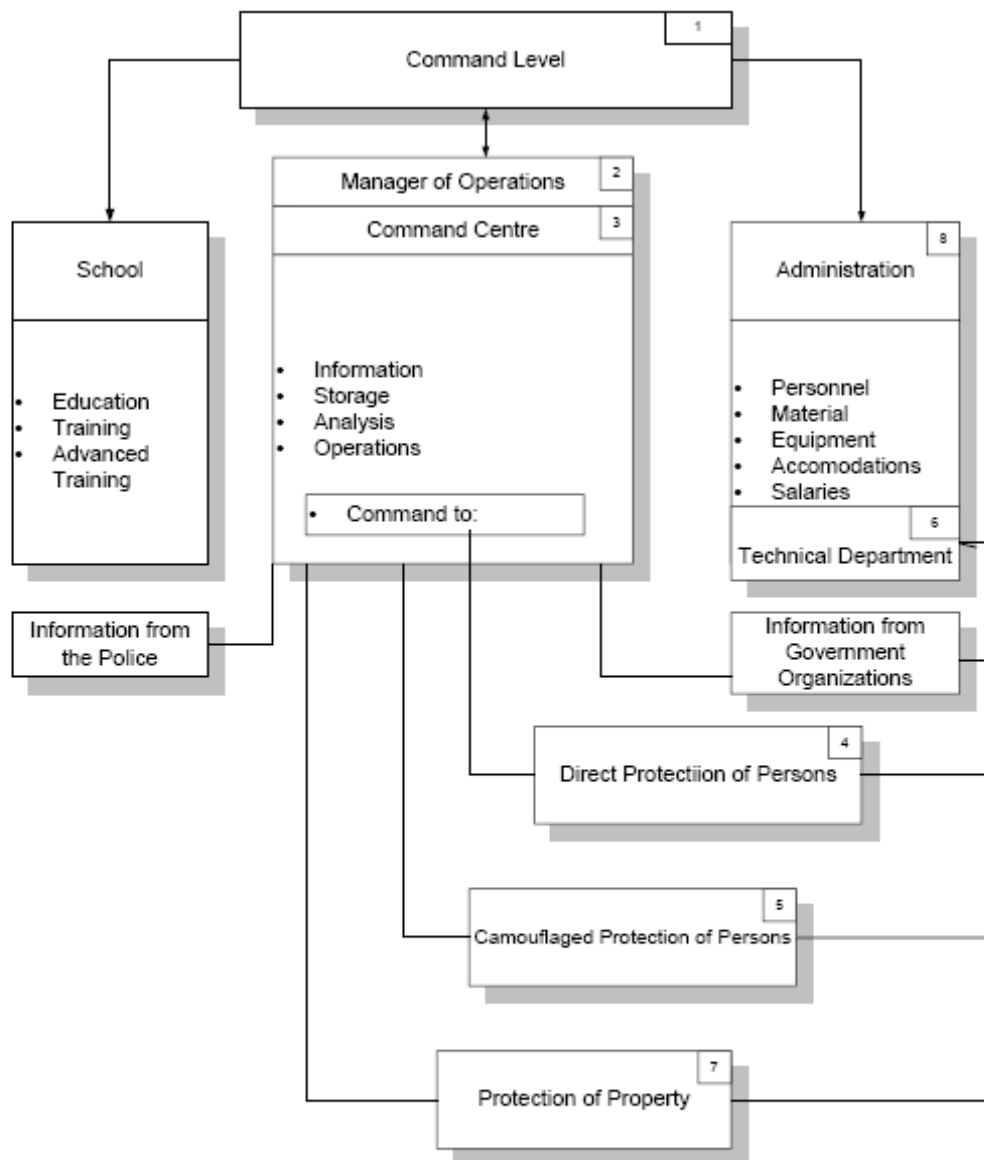 1
Command Level
2
Manager of Operations
3
Command Centre
• Information
• Storage
• Analysis
• Operations
• Command to:
School
• Education
• Training
• Advanced
Training
8
Administration
• Personnel
• Material
• Equipment
• Accomodations
• Salaries
6
Technical Department
Information from
the Police
Information from
Government
Organizations
4
Direct Protectiion of Persons
5
Camouflaged Protection of Persons
7
Protection of Property